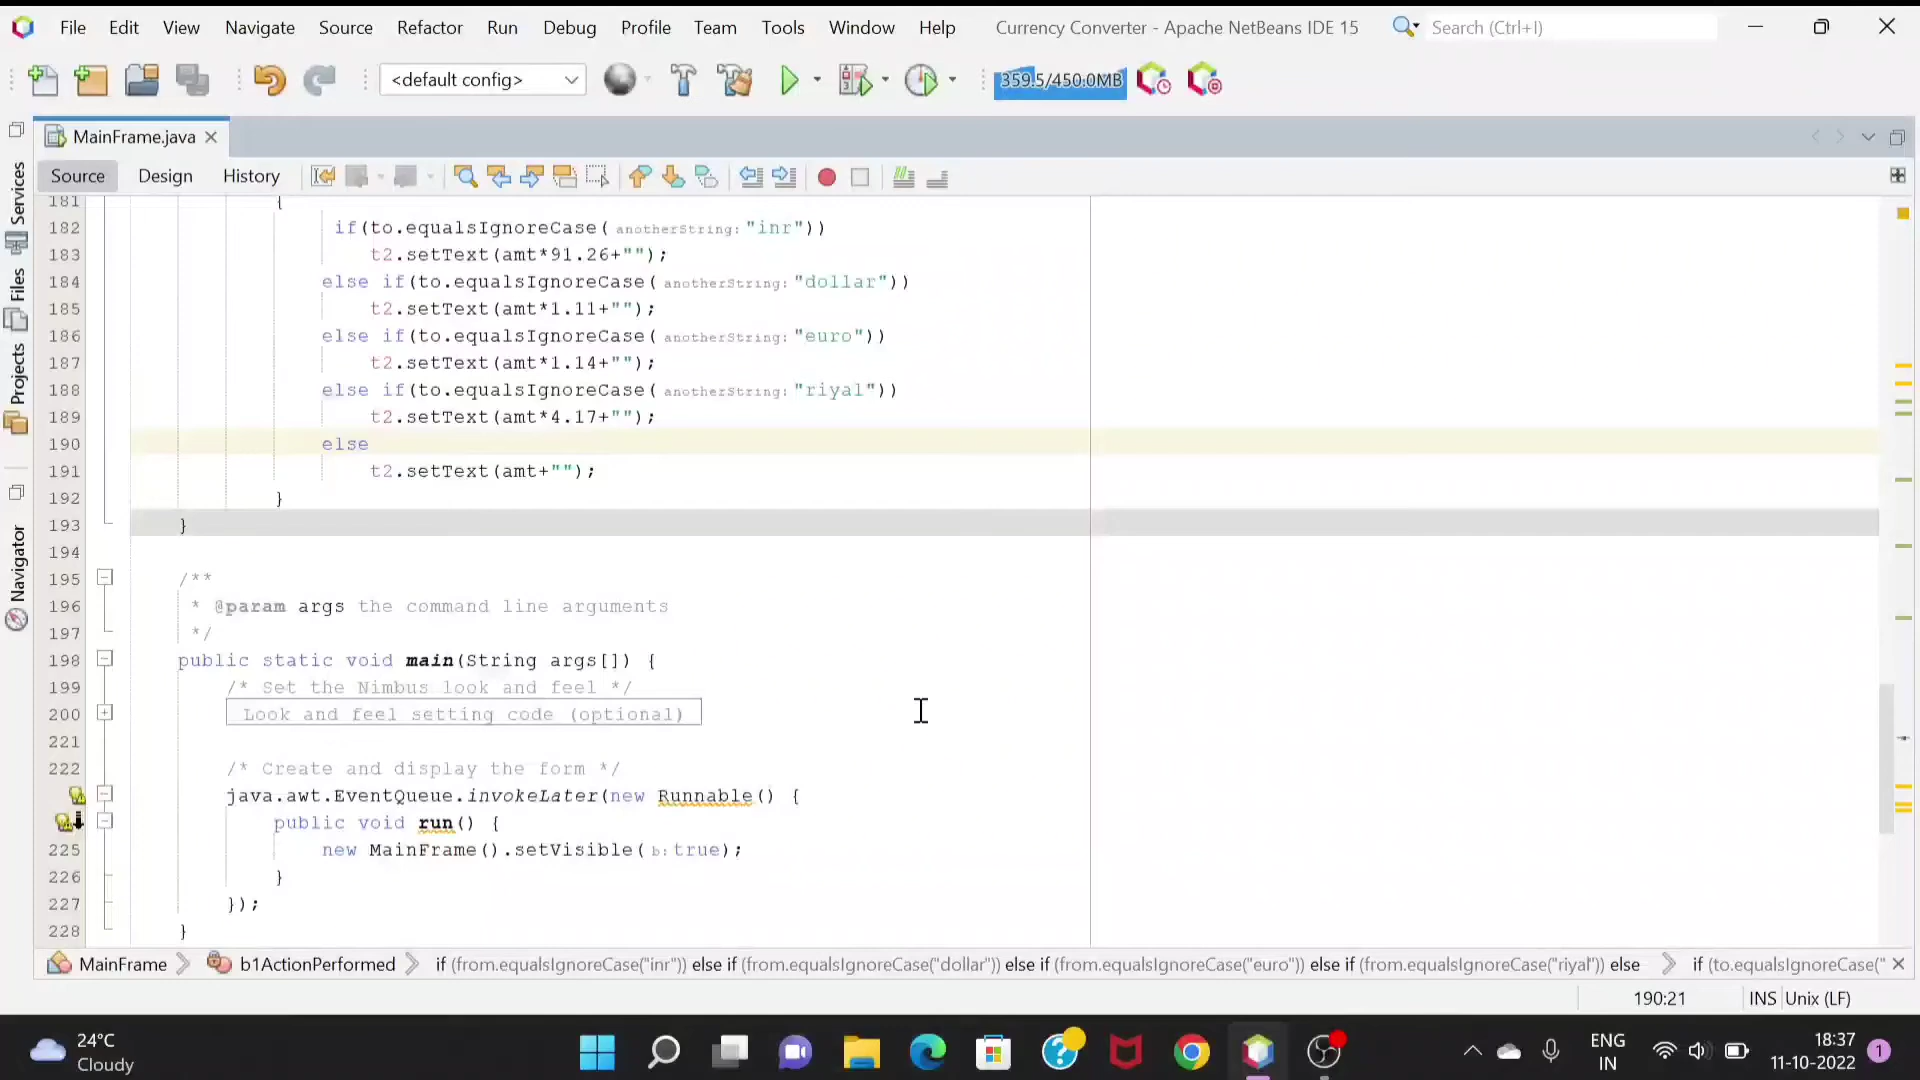 File Edit View Navigate Source Refactor Run Debug Profile Team Tools Window Help Currency Converter - Apache NetBeans IDE 15 Search (Ctrl+I)
<default config> 359.5/450.0MB
MainFrame.java
Source Design History
Services
Files
Projects
Navigator
181 {
182 if(to.equalsIgnoreCase( anotherString: "inr"))
183 t2.setText(amt*91.26+"");
184 else if(to.equalsIgnoreCase( anotherString: "dollar"))
185 t2.setText(amt*1.11+"");
186 else if(to.equalsIgnoreCase( anotherString: "euro"))
187 t2.setText(amt*1.14+"");
188 else if(to.equalsIgnoreCase( anotherString: "riyal"))
189 t2.setText(amt*4.17+"");
190 else
191 t2.setText(amt+"");
192 }
193 }
194
195 /**
196 * @param args the command line arguments
197 */
198 public static void main(String args[]) {
199 /* Set the Nimbus look and feel */
200 Look and feel setting code (optional)
221
222 /* Create and display the form */
java.awt.EventQueue.invokeLater(new Runnable() {
public void run() {
225 new MainFrame().setVisible( b: true);
226 }
227 });
228 }
MainFrame b1ActionPerformed if (from.equalsIgnoreCase("inr")) else if (from.equalsIgnoreCase("dollar")) else if (from.equalsIgnoreCase("euro")) else if (from.equalsIgnoreCase("riyal")) else if (to.equalsIgnoreCase("
190:21 INS Unix (LF)
24°C
Cloudy
ENG
IN
18:37
11-10-2022
1